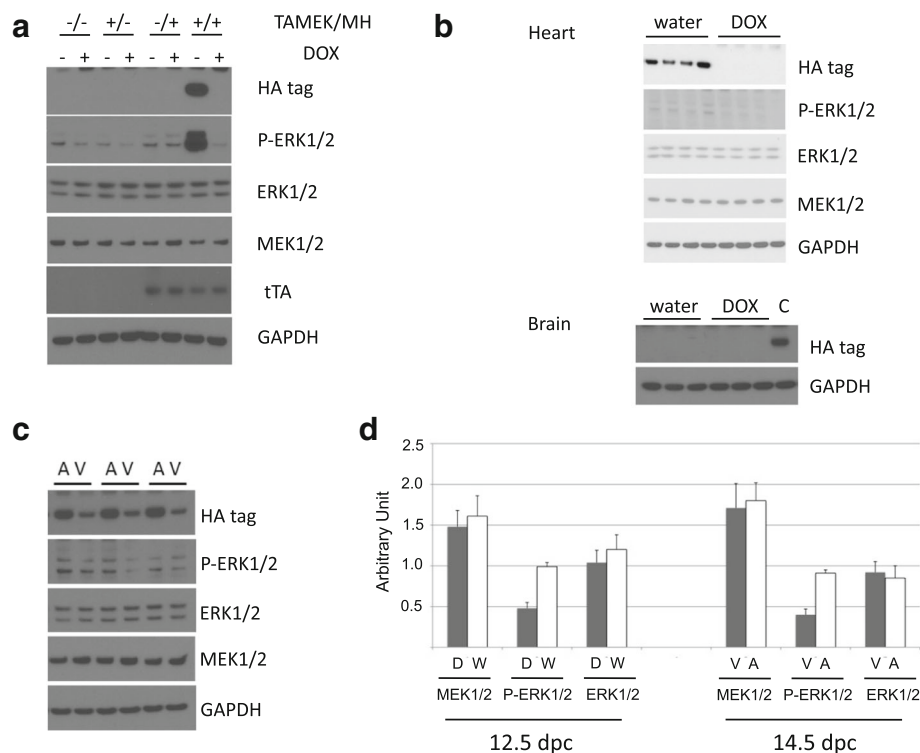 a
-/- +/- -/+ +/+ TAMEK/MH
- + - + - + - + DOX
HA tag
P-ERK1/2
ERK1/2
MEK1/2
tTA
GAPDH
b
Heart
water DOX
HA tag
P-ERK1/2
ERK1/2
MEK1/2
GAPDH
Brain
water DOX C
HA tag
GAPDH
c
A V A V A V
HA tag
P-ERK1/2
ERK1/2
MEK1/2
GAPDH
d
Arbitrary Unit
2.5
2.0
1.5
1.0
0.5
D W D W D W V A V A V A
MEK1/2 P-ERK1/2 ERK1/2 MEK1/2 P-ERK1/2 ERK1/2
12.5 dpc 14.5 dpc